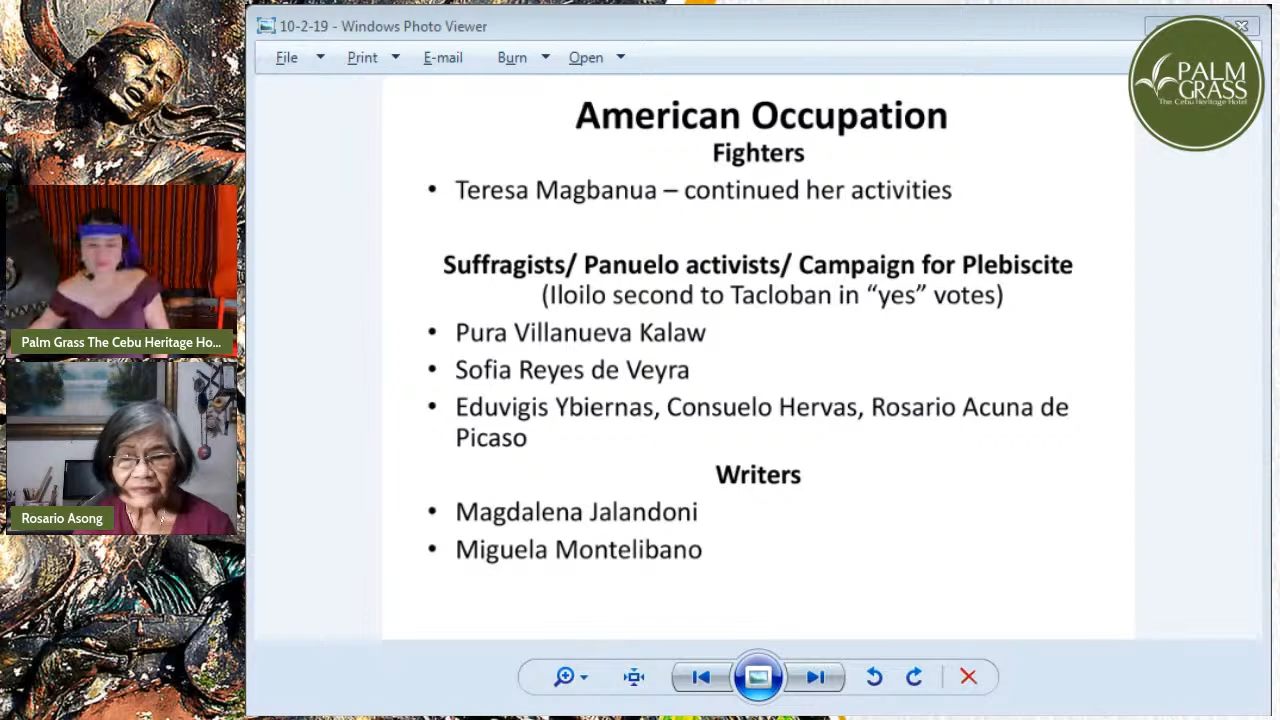 10-2-19 - Windows Photo Viewer
File Print E-mail Burn Open
PALM
GRASS
The Cebu Heritage Hotel
American Occupation
Fighters
• Teresa Magbanua – continued her activities
Suffragists/ Panuelo activists/ Campaign for Plebiscite
(Iloilo second to Tacloban in “yes” votes)
• Pura Villanueva Kalaw
• Sofia Reyes de Veyra
• Eduvigis Ybiernas, Consuelo Hervas, Rosario Acuna de
Picaso
Writers
• Magdalena Jalandoni
• Miguela Montelibano
Palm Grass The Cebu Heritage Ho...
Rosario Asong